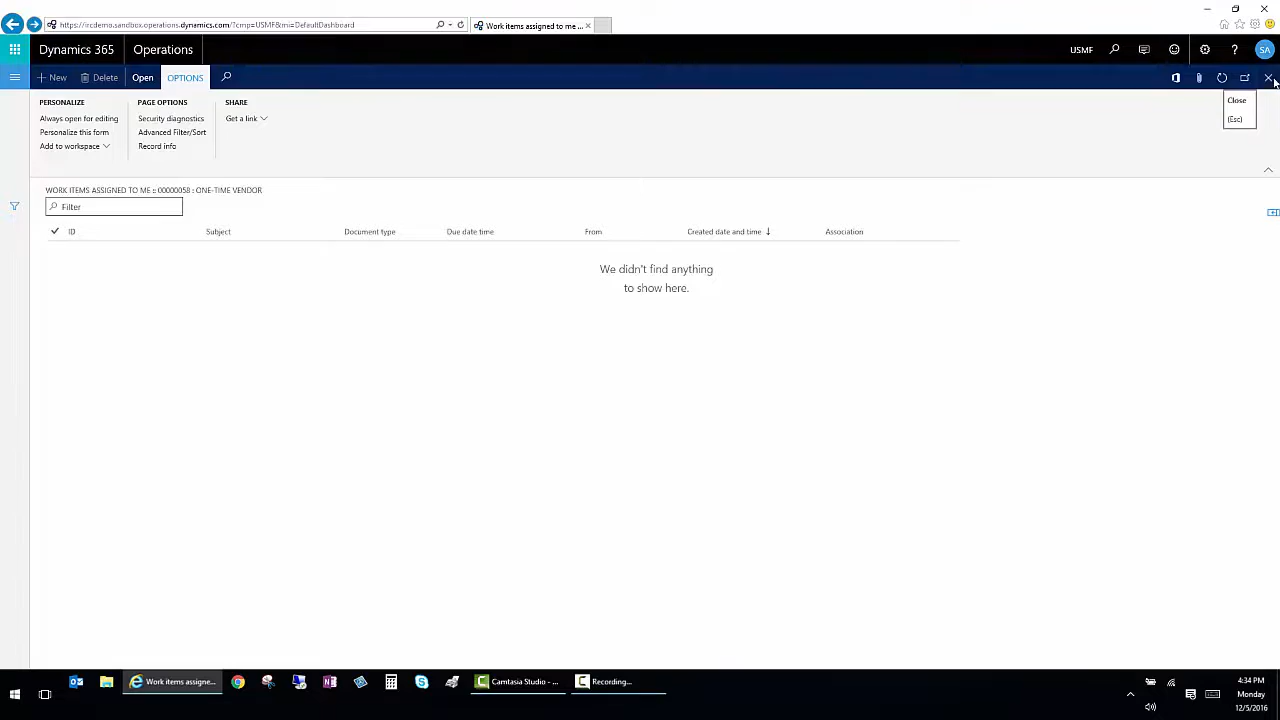 https://ircdemo.sandbox.operations.dynamics.com/?cmp=USMF&mi=DefaultDashboard
Work items assigned to me ...
Dynamics 365
Operations
USMF
SA
New
Delete
Open
OPTIONS
Close
(Esc)
PERSONALIZE
Always open for editing
Personalize this form
Add to workspace
PAGE OPTIONS
Security diagnostics
Advanced Filter/Sort
Record info
SHARE
Get a link
WORK ITEMS ASSIGNED TO ME :: 00000058 : ONE-TIME VENDOR
Filter
ID Subject Document type Due date time From Created date and time Association
We didn't find anything
to show here.
Work items assigne...
Camtasia Studio - ...
Recording...
4:34 PM
Monday
12/5/2016